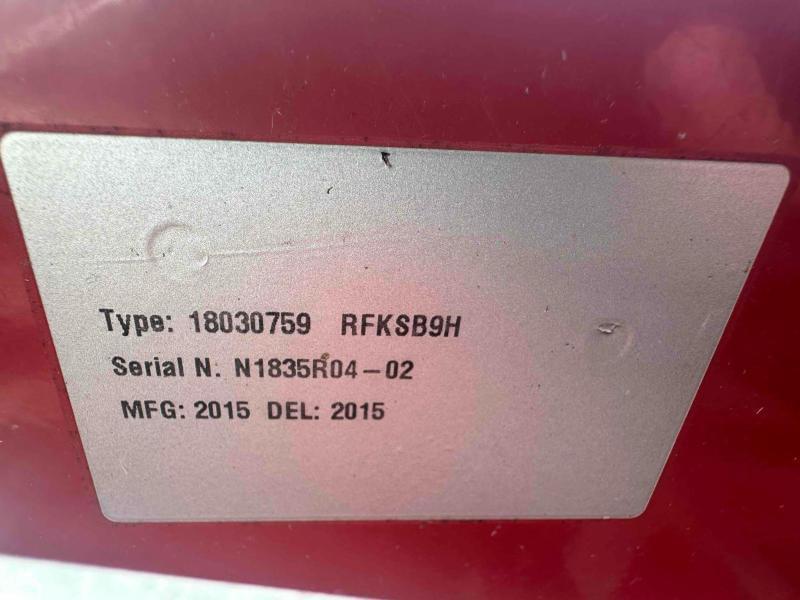 Type: 18030759 RFKSB9H
Serial N. N1835R04-02
MFG: 2015 DEL: 2015